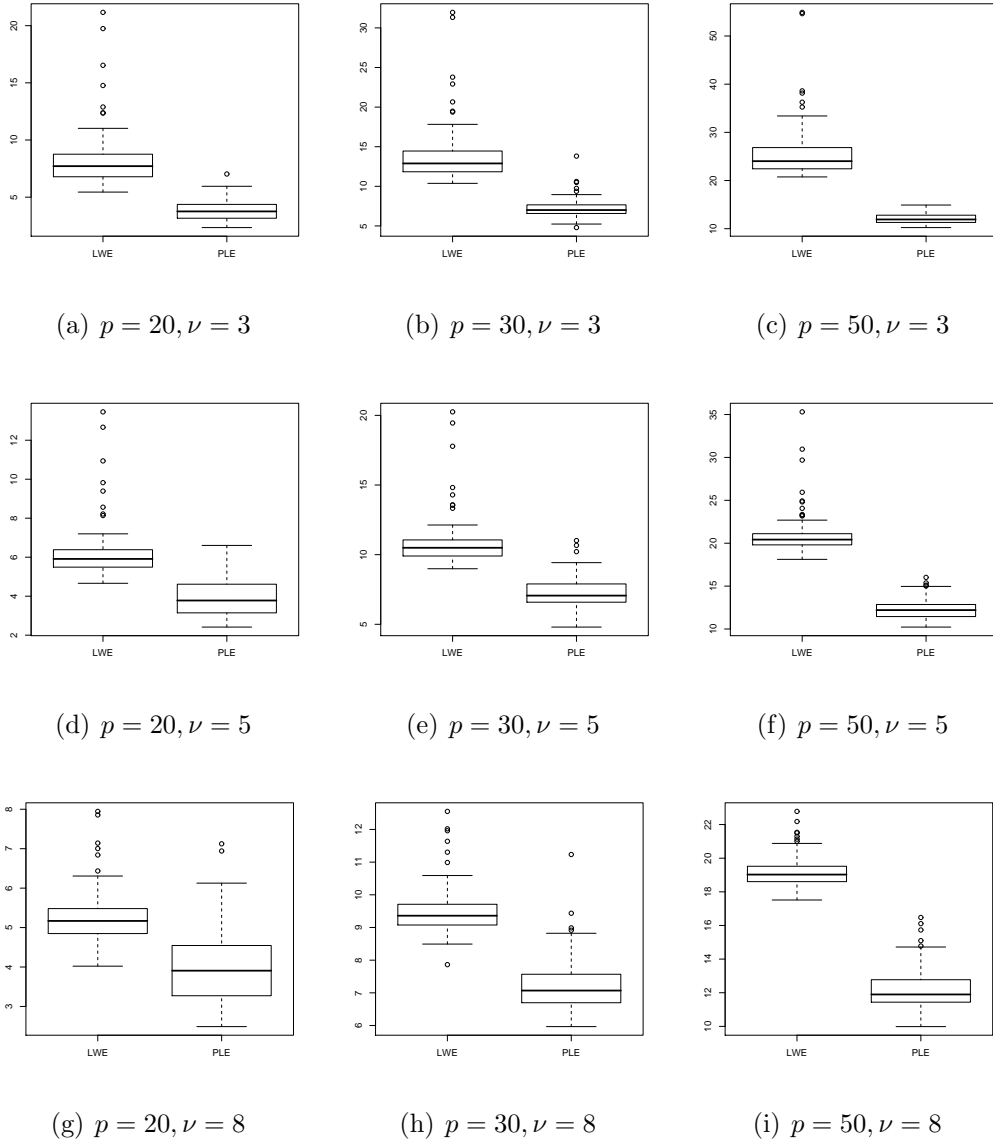 20
15
10
5
LWE
PLE
30
25
20
15
10
5
LWE
PLE
50
40
30
20
10
LWE
PLE
(a) p = 20, ν = 3
(b) p = 30, ν = 3
(c) p = 50, ν = 3
12
10
8
6
4
2
LWE
PLE
20
15
10
5
LWE
PLE
35
30
25
20
15
10
LWE
PLE
(d) p = 20, ν = 5
(e) p = 30, ν = 5
(f) p = 50, ν = 5
8
7
6
5
4
3
LWE
PLE
12
11
10
9
8
7
6
LWE
PLE
22
20
18
16
14
12
10
LWE
PLE
(g) p = 20, ν = 8
(h) p = 30, ν = 8
(i) p = 50, ν = 8